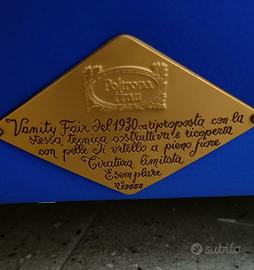 Poltrona
frau
Vanity Fair del 1930 riproposta con la
stessa tecnica costruttiva e ricoperta
con pelle di vitello a pieno fiore
Tiratura limitata
Esemplare
subito